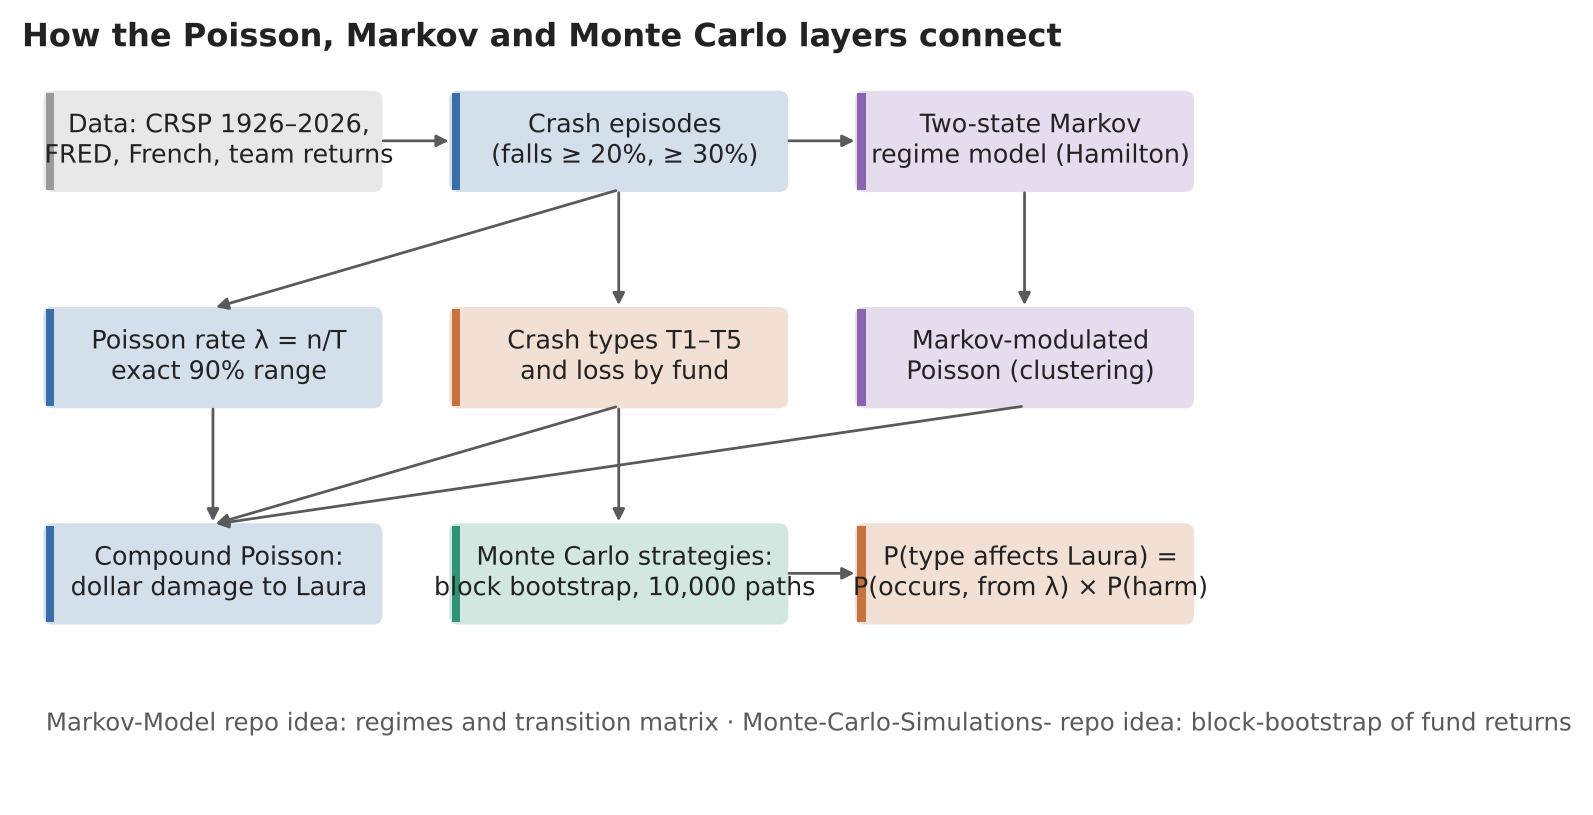 How the Poisson, Markov and Monte Carlo layers connect
Data: CRSP 1926–2026,
FRED, French, team returns
Crash episodes
(falls ≥ 20%, ≥ 30%)
Two-state Markov
regime model (Hamilton)
Poisson rate λ = n/T
exact 90% range
Crash types T1–T5
and loss by fund
Markov-modulated
Poisson (clustering)
Compound Poisson:
dollar damage to Laura
Monte Carlo strategies:
block bootstrap, 10,000 paths
P(type affects Laura) =
P(occurs, from λ) × P(harm)
Markov-Model repo idea: regimes and transition matrix · Monte-Carlo-Simulations- repo idea: block-bootstrap of fund returns